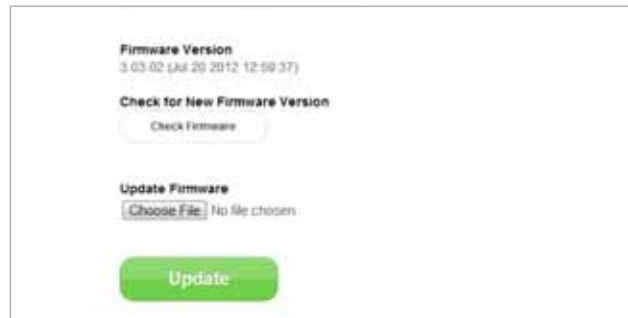 Firmware Version
3.03.02 (Jul 20 2012 12:59:37)
Check for New Firmware Version
Check Firmware
Update Firmware
Choose File No file chosen
Update